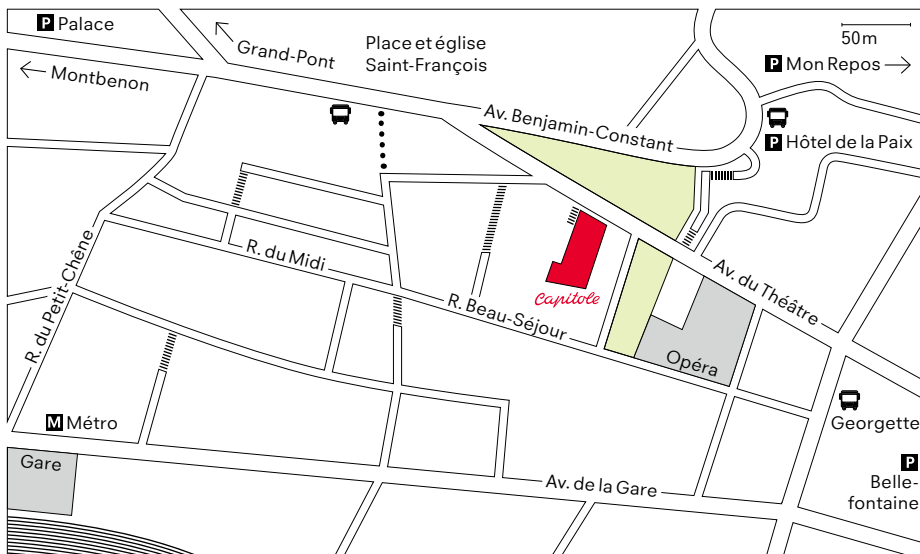 P Palace
Grand-Pont
Montbenon
Place et église
Saint-François
50m
P Mon Repos
Av. Benjamin-Constant
P Hôtel de la Paix
R. du Petit-Chêne
R. du Midi
R. Beau-Séjour
Capitole
Av. du Théâtre
Opéra
M Métro
Gare
Av. de la Gare
Georgette
P
Belle-
fontaine